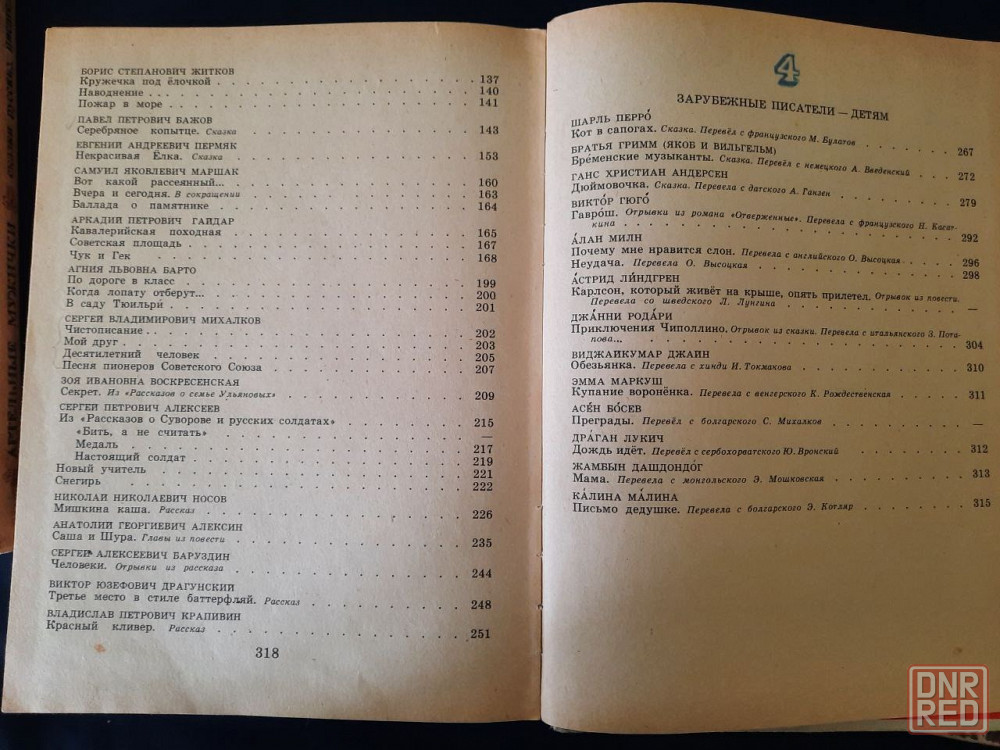 БОРИС СТЕПАНОВИЧ ЖИТКОВ
Кружечка под ёлочкой . . . . . . . . . . . . 137
Наводнение . . . . . . . . . . . . 140
Пожар в море . . . . . . . . . . . . 141
ПАВЕЛ ПЕТРОВИЧ БАЖОВ
Серебряное копытце. Сказка . . . . . . . . . . . . 143
ЕВГЕНИЙ АНДРЕЕВИЧ ПЕРМЯК
Некрасивая Ёлка. Сказка . . . . . . . . . . . . 153
САМУИЛ ЯКОВЛЕВИЧ МАРШАК
Вот какой рассеянный... . . . . . . . . . . . . 160
Вчера и сегодня. В сокращении . . . . . . . . . . 163
Баллада о памятнике . . . . . . . . . . . . 164
АРКАДИЙ ПЕТРОВИЧ ГАЙДАР
Кавалерийская походная . . . . . . . . . . . . 165
Советская площадь . . . . . . . . . . . . 167
Чук и Гек . . . . . . . . . . . . 168
АГНИЯ ЛЬВОВНА БАРТО
По дороге в класс . . . . . . . . . . . . 199
Когда лопату отберут... . . . . . . . . . . . . 200
В саду Тюильри . . . . . . . . . . . . 201
СЕРГЕЙ ВЛАДИМИРОВИЧ МИХАЛКОВ
Чистописание . . . . . . . . . . . . 202
Мой друг . . . . . . . . . . . . 203
Десятилетний человек . . . . . . . . . . . . 205
Песня пионеров Советского Союза . . . . . . . . . . 207
ЗОЯ ИВАНОВНА ВОСКРЕСЕНСКАЯ
Секрет. Из «Рассказов о семье Ульяновых» . . . . . . . . 209
СЕРГЕЙ ПЕТРОВИЧ АЛЕКСЕЕВ
Из «Рассказов о Суворове и русских солдатах» . . . . . . 215
«Бить, а не считать» . . . . . . . . . . . . —
Медаль . . . . . . . . . . . . 217
Настоящий солдат . . . . . . . . . . . . 219
Новый учитель . . . . . . . . . . . . 221
Снегирь . . . . . . . . . . . . 222
НИКОЛАЙ НИКОЛАЕВИЧ НОСОВ
Мишкина каша. Рассказ . . . . . . . . . . . . 226
АНАТОЛИЙ ГЕОРГИЕВИЧ АЛЕКСИН
Саша и Шура. Главы из повести . . . . . . . . . . 235
СЕРГЕЙ АЛЕКСЕЕВИЧ БАРУЗДИН
Человеки. Отрывки из рассказа . . . . . . . . . . 244
ВИКТОР ЮЗЕФОВИЧ ДРАГУНСКИЙ
Третье место в стиле баттерфляй. Рассказ . . . . . . . . 248
ВЛАДИСЛАВ ПЕТРОВИЧ КРАПИВИН
Красный кливер. Рассказ . . . . . . . . . . . . 251
318
4
ЗАРУБЕЖНЫЕ ПИСАТЕЛИ — ДЕТЯМ
ШАРЛЬ ПЕРРО́
Кот в сапогах. Сказка. Перевёл с французского М. Булатов . . . . 267
БРАТЬЯ ГРИММ (ЯКОБ И ВИЛЬГЕЛЬМ)
Бре́менские музыканты. Сказка. Перевёл с немецкого А. Введенский . . . 272
ГАНС ХРИСТИАН АНДЕРСЕН
Дюймовочка. Сказка. Перевела с датского А. Ганзен . . . . . . 279
ВИКТО́Р ГЮГО́
Гавро́ш. Отрывки из романа «Отверженные». Перевела с французского Н. Касат-
кина . . . . . . . . . . . . 292
А́ЛАН МИЛН
Почему мне нравится слон. Перевела с английского О. Высоцкая . . . . 296
Неудача. Перевела О. Высоцкая . . . . . . . . . . 298
А́СТРИД ЛИ́НДГРЕН
Карлсон, который живёт на крыше, опять прилетел. Отрывок из повести.
Перевела со шведского Л. Лунгина . . . . . . . . . . —
ДЖА́ННИ РОДА́РИ
Приключения Чиполлино. Отрывок из сказки. Перевела с итальянского З. Пота-
пова... . . . . . . . . . . . . 304
ВИДЖАЙКУМАР ДЖАИН
Обезьянка. Перевела с хинди И. Токмакова . . . . . . . . 310
ЭММА МАРКУШ
Купание воронёнка. Перевела с венгерского К. Рождественская . . . . 311
АСЕ́Н БО́СЕВ
Преграды. Перевёл с болгарского С. Михалков . . . . . . —
ДРА́ГАН ЛУКИЧ
Дождь идёт. Перевёл с сербохорватского Ю. Вронский . . . . . . 312
ЖАМБЫН ДАШДОНДО́Г
Мама. Перевела с монгольского Э. Мошковская . . . . . . 313
КА́ЛИНА МА́ЛИНА
Письмо дедушке. Перевела с болгарского Э. Котляр . . . . . . 315
DNR
RED